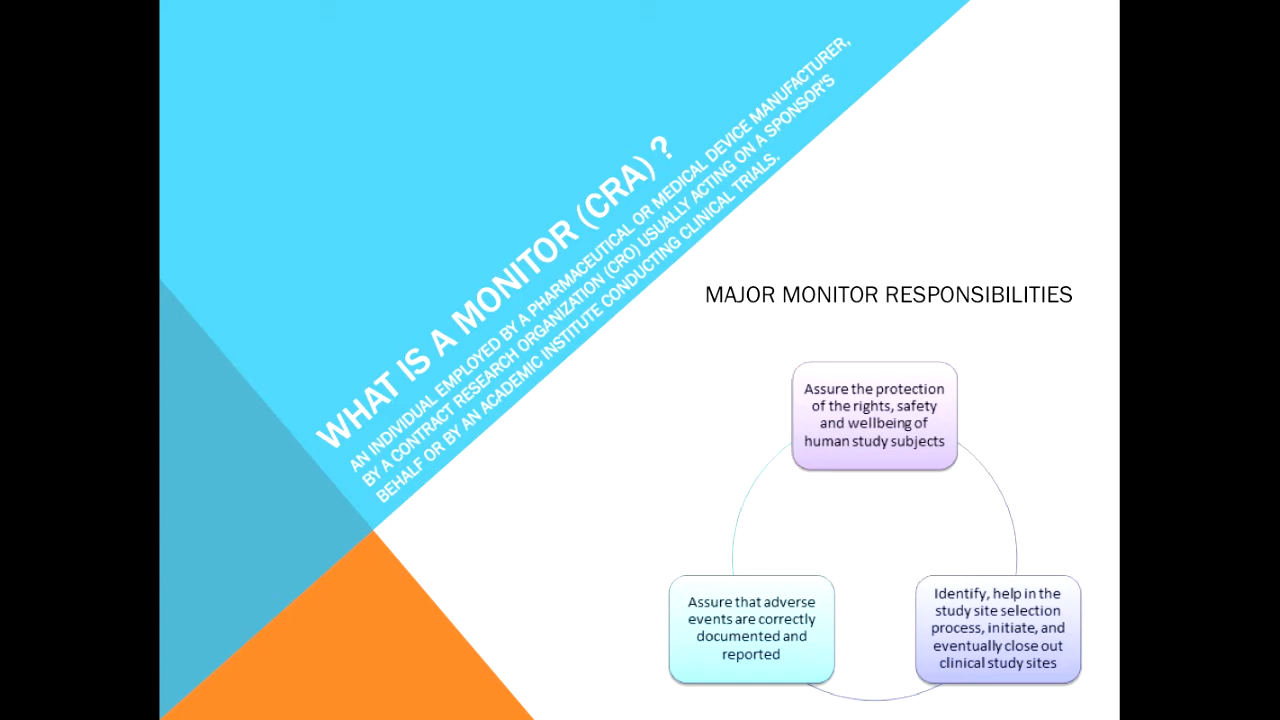 WHAT IS A MONITOR (CRA) ?
AN INDIVIDUAL EMPLOYED BY A PHARMACEUTICAL OR MEDICAL DEVICE MANUFACTURER,
BY A CONTRACT RESEARCH ORGANIZATION (CRO) USUALLY ACTING ON A SPONSOR'S
BEHALF OR BY AN ACADEMIC INSTITUTE CONDUCTING CLINICAL TRIALS.
MAJOR MONITOR RESPONSIBILITIES
Assure the protection
of the rights, safety
and wellbeing of
human study subjects
Assure that adverse
events are correctly
documented and
reported
Identify, help in the
study site selection
process, initiate, and
eventually close out
clinical study sites